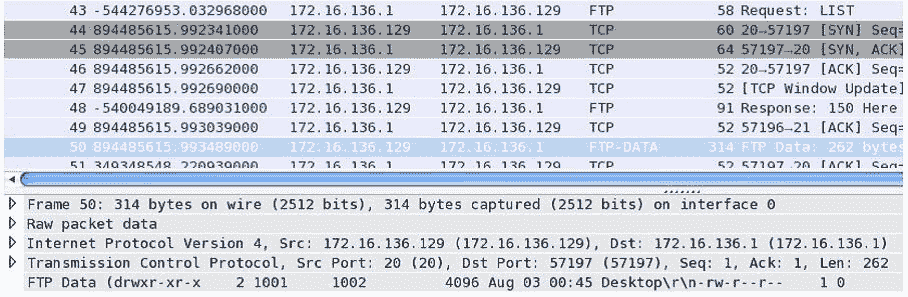 43 -544276953.032968000 172.16.136.1 172.16.136.129 FTP 58 Request: LIST
44 894485615.992341000 172.16.136.129 172.16.136.1 TCP 60 20→57197 [SYN] Seq=
45 894485615.992407000 172.16.136.1 172.16.136.129 TCP 64 57197→20 [SYN, ACK]
46 894485615.992662000 172.16.136.129 172.16.136.1 TCP 52 20→57197 [ACK] Seq=
47 894485615.992690000 172.16.136.1 172.16.136.129 TCP 52 [TCP Window Update]
48 -540049189.689031000 172.16.136.129 172.16.136.1 FTP 91 Response: 150 Here
49 894485615.993039000 172.16.136.1 172.16.136.129 TCP 52 57196→21 [ACK] Seq=
50 894485615.993489000 172.16.136.129 172.16.136.1 FTP-DATA 314 FTP Data: 262 bytes
51 349348548.220939000 172.16.136.1 172.16.136.129 TCP 52 57197→20 [ACK] Seq=
Frame 50: 314 bytes on wire (2512 bits), 314 bytes captured (2512 bits) on interface 0
Raw packet data
Internet Protocol Version 4, Src: 172.16.136.129 (172.16.136.129), Dst: 172.16.136.1 (172.16.136.1)
Transmission Control Protocol, Src Port: 20 (20), Dst Port: 57197 (57197), Seq: 1, Ack: 1, Len: 262
FTP Data (drwxr-xr-x 2 1001 1002 4096 Aug 03 00:45 Desktop\r\n-rw-r--r-- 1 0